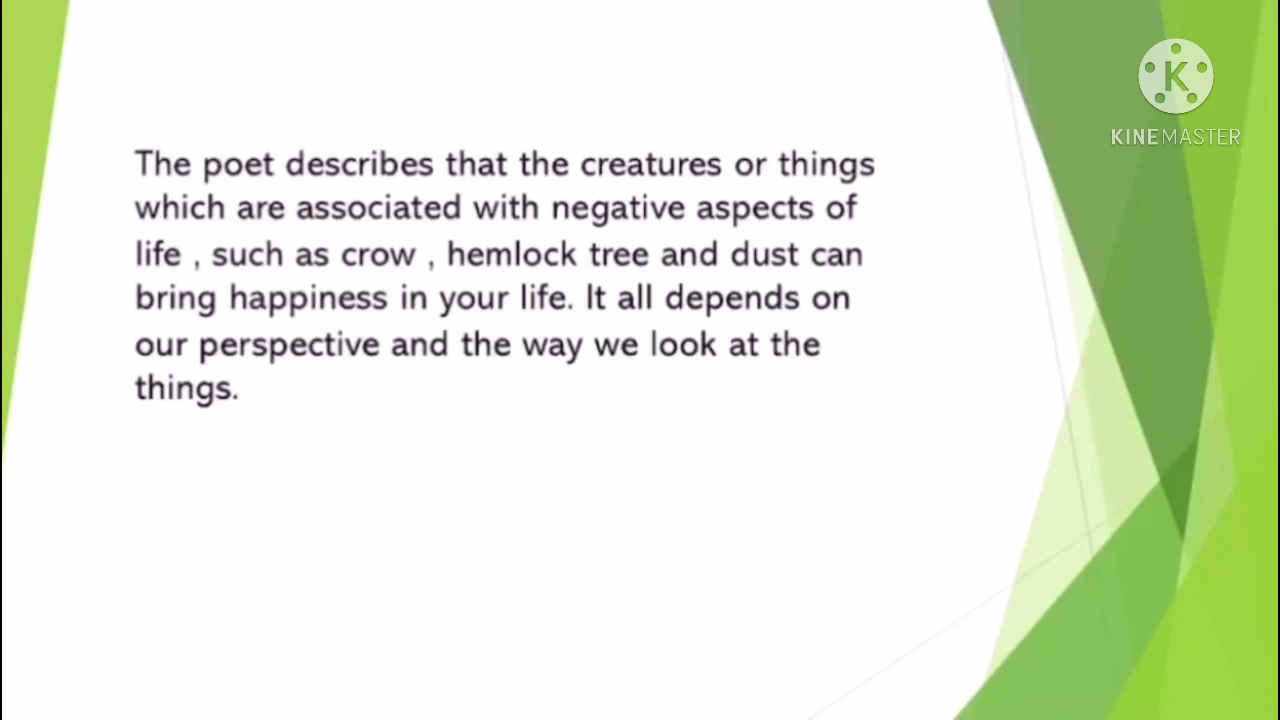 The poet describes that the creatures or things
which are associated with negative aspects of
life , such as crow , hemlock tree and dust can
bring happiness in your life. It all depends on
our perspective and the way we look at the
things.
K
KINEMASTER